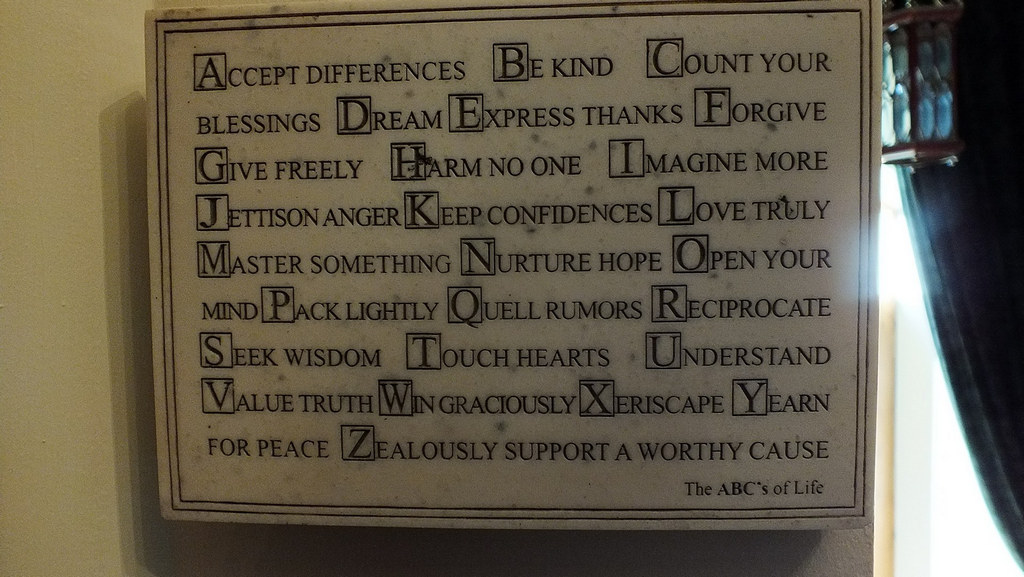 ACCEPT DIFFERENCES BE KIND COUNT YOUR
BLESSINGS DREAM EXPRESS THANKS FORGIVE
GIVE FREELY HARM NO ONE IMAGINE MORE
JETTISON ANGER KEEP CONFIDENCES LOVE TRULY
MASTER SOMETHING NURTURE HOPE OPEN YOUR
MIND PACK LIGHTLY QUELL RUMORS RECIPROCATE
SEEK WISDOM TOUCH HEARTS UNDERSTAND
VALUE TRUTH WIN GRACIOUSLY XERISCAPE YEARN
FOR PEACE ZEALOUSLY SUPPORT A WORTHY CAUSE
The ABC's of Life